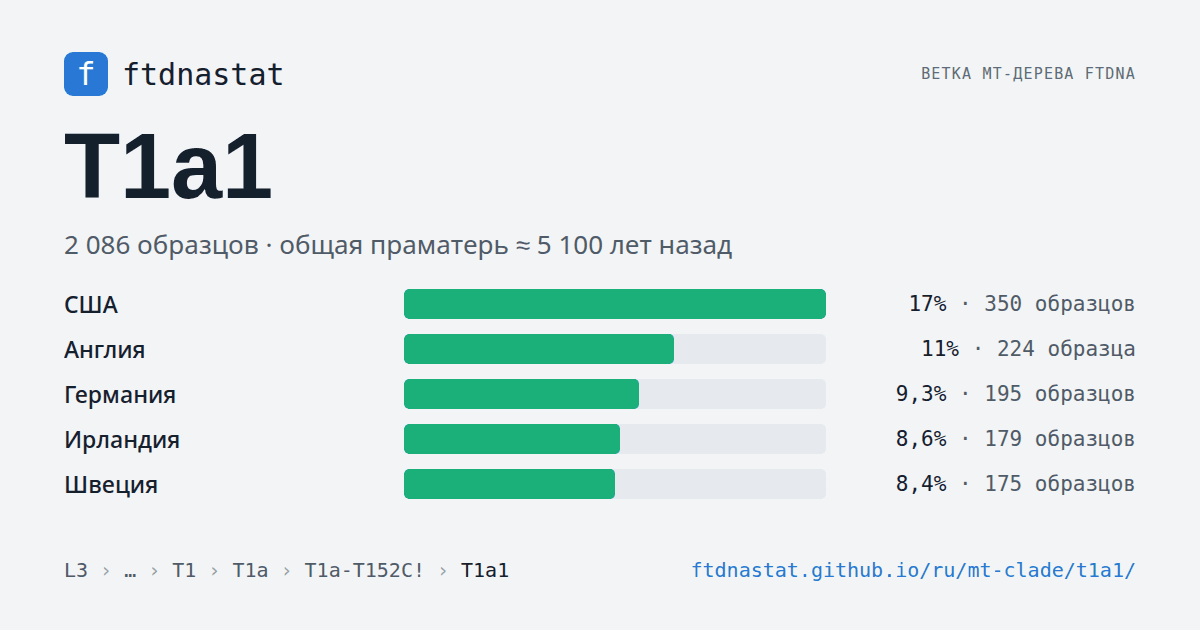 f ftdnastat
ВЕТКА МТ-ДЕРЕВА FTDNA
T1a1
2 086 образцов · общая праматерь ≈ 5 100 лет назад
США 17% · 350 образцов
Англия 11% · 224 образца
Германия 9,3% · 195 образцов
Ирландия 8,6% · 179 образцов
Швеция 8,4% · 175 образцов
L3 › … › T1 › T1a › T1a-T152C! › T1a1
ftdnastat.github.io/ru/mt-clade/t1a1/